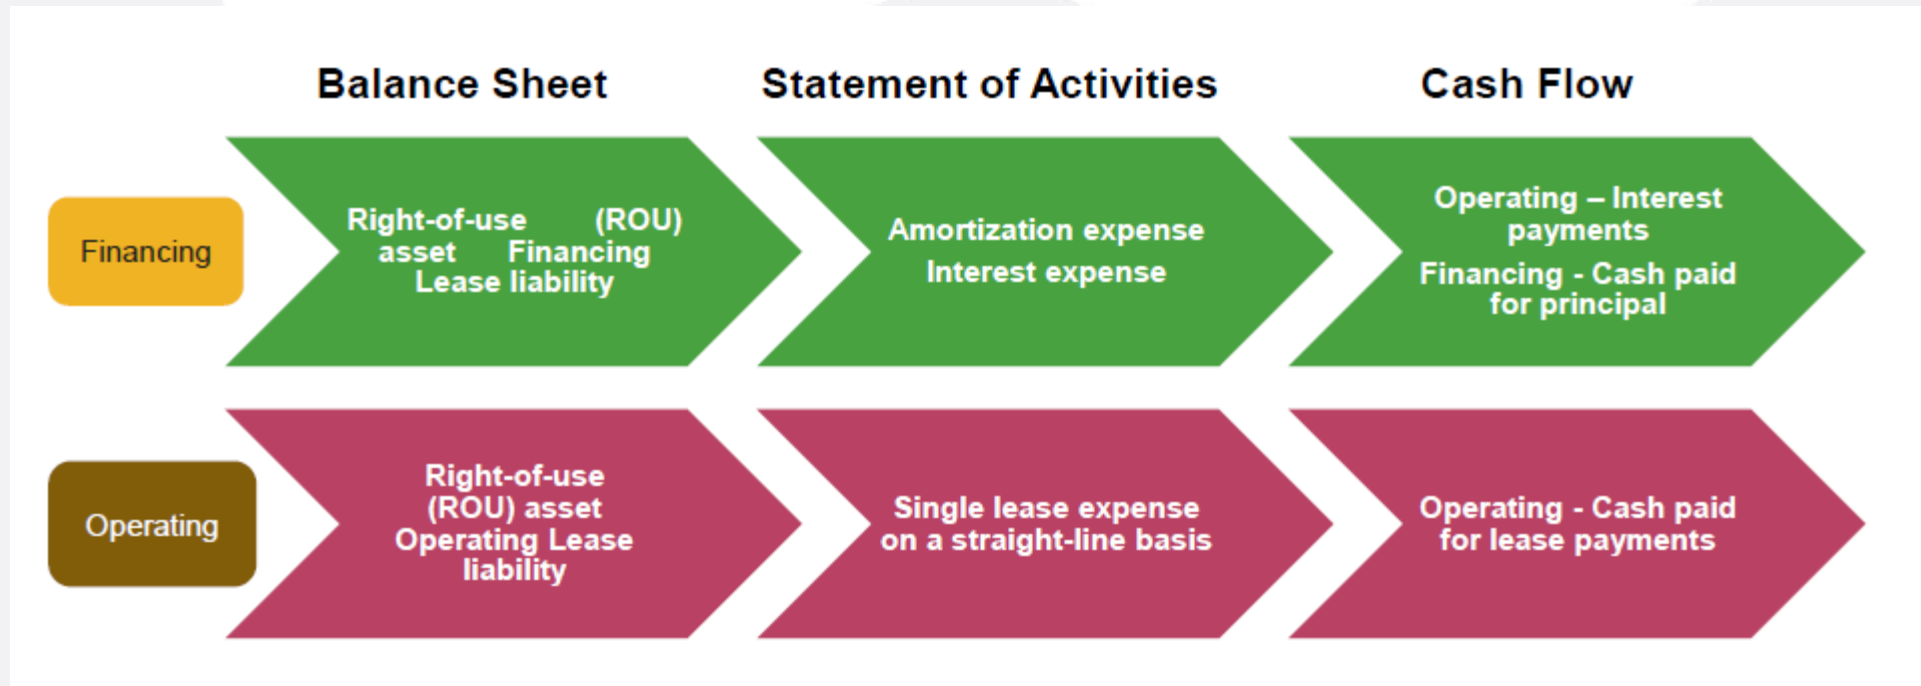 Balance Sheet
Statement of Activities
Cash Flow
Financing
Right-of-use (ROU)
asset Financing
Lease liability
Amortization expense
Interest expense
Operating – Interest
payments
Financing - Cash paid
for principal
Operating
Right-of-use
(ROU) asset
Operating Lease
liability
Single lease expense
on a straight-line basis
Operating - Cash paid
for lease payments